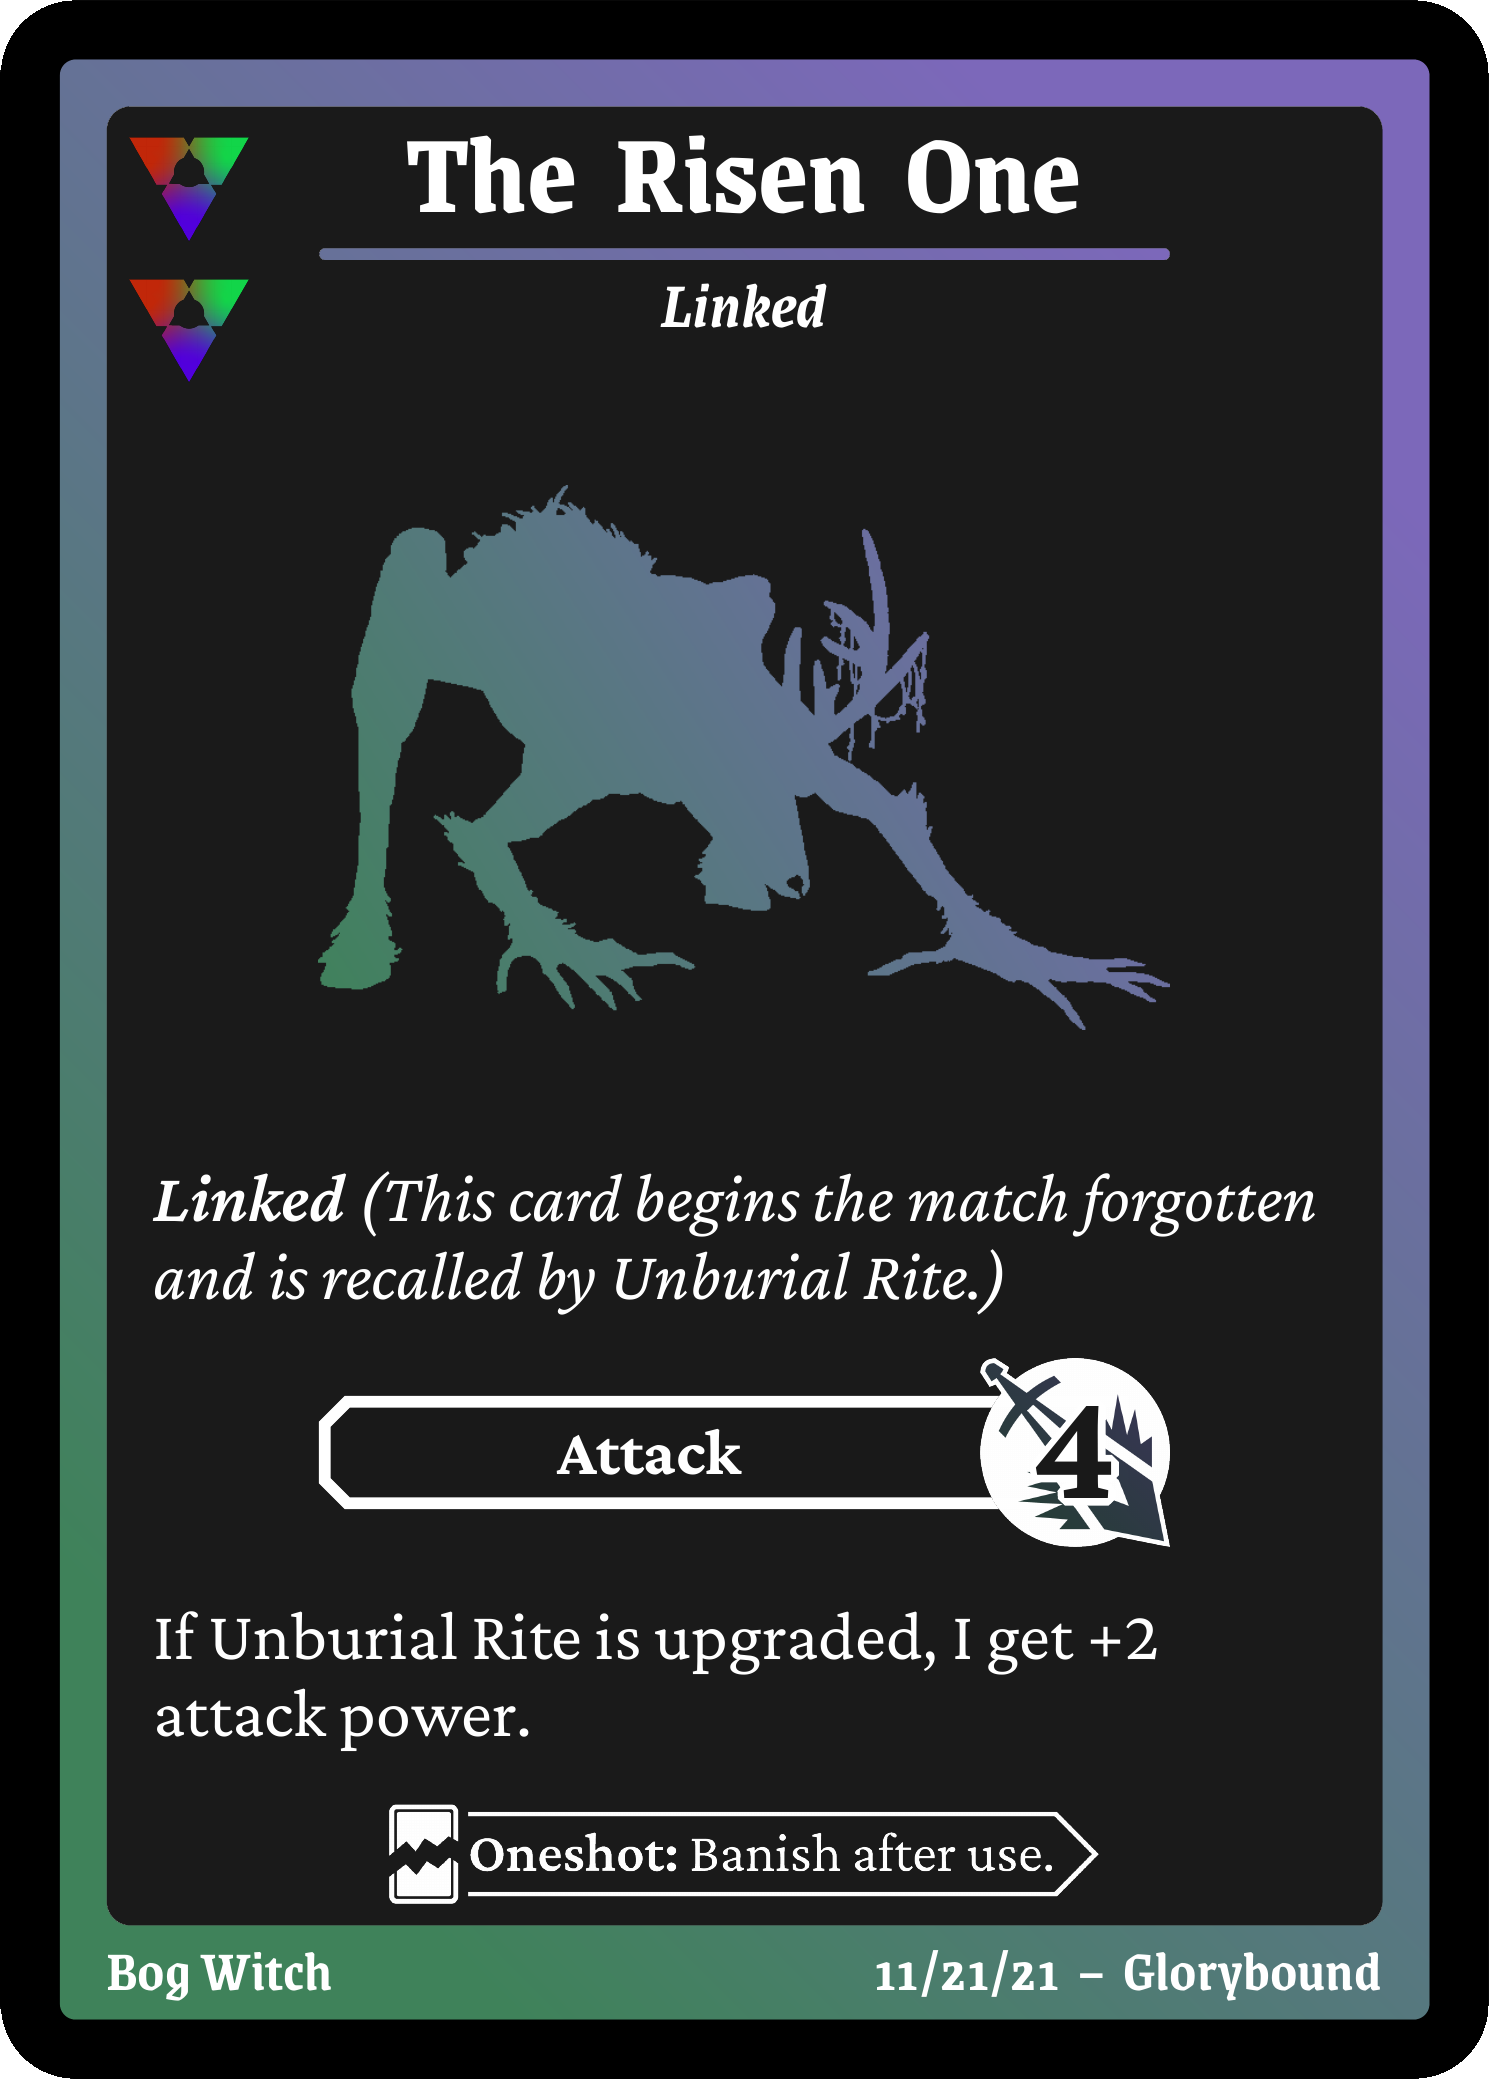 The Risen One
Linked
Linked (This card begins the match forgotten
and is recalled by Unburial Rite.)
Attack
4
If Unburial Rite is upgraded, I get +2
attack power.
Oneshot: Banish after use.
Bog Witch
11/21/21 – Glorybound